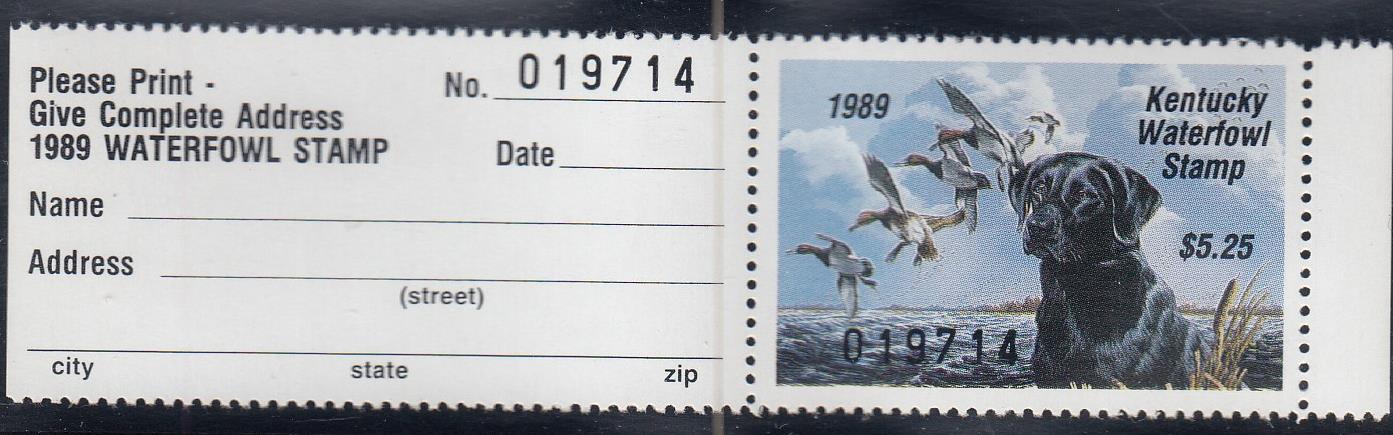 Please Print -
Give Complete Address
1989 WATERFOWL STAMP
No. 019714
Date
Name
Address
(street)
city state zip
1989
Kentucky
Waterfowl
Stamp
$5.25
019714